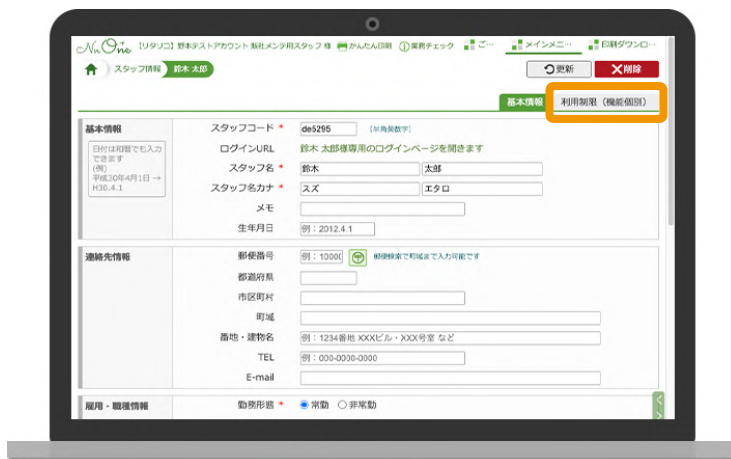 NuOne 【リタリコ】野本テストアカウント 販社メンテ用スタッフ 様 かんたん印刷 業務チェック ご… メインメニ… 印刷ダウンロ…
スタッフ情報 鈴木 太郎 更新 削除
基本情報 利用制限（機能個別）
基本情報 スタッフコード * de5295 (半角英数字)
日付は和暦でも入力できます
(例)
平成30年4月1日 → H30.4.1
ログインURL 鈴木 太郎様専用のログインページを開きます
スタッフ名 * 鈴木 太郎
スタッフ名カナ * スズ エタロ
メモ
生年月日 例：2012.4.1
連絡先情報 郵便番号 例：1000( 郵便検索で町域まで入力可能です
都道府県
市区町村
町域
番地・建物名 例：1234番地 XXXビル・XXX号室 など
TEL 例：000-0000-0000
E-mail
雇用・職種情報 勤務形態 * 常勤 非常勤